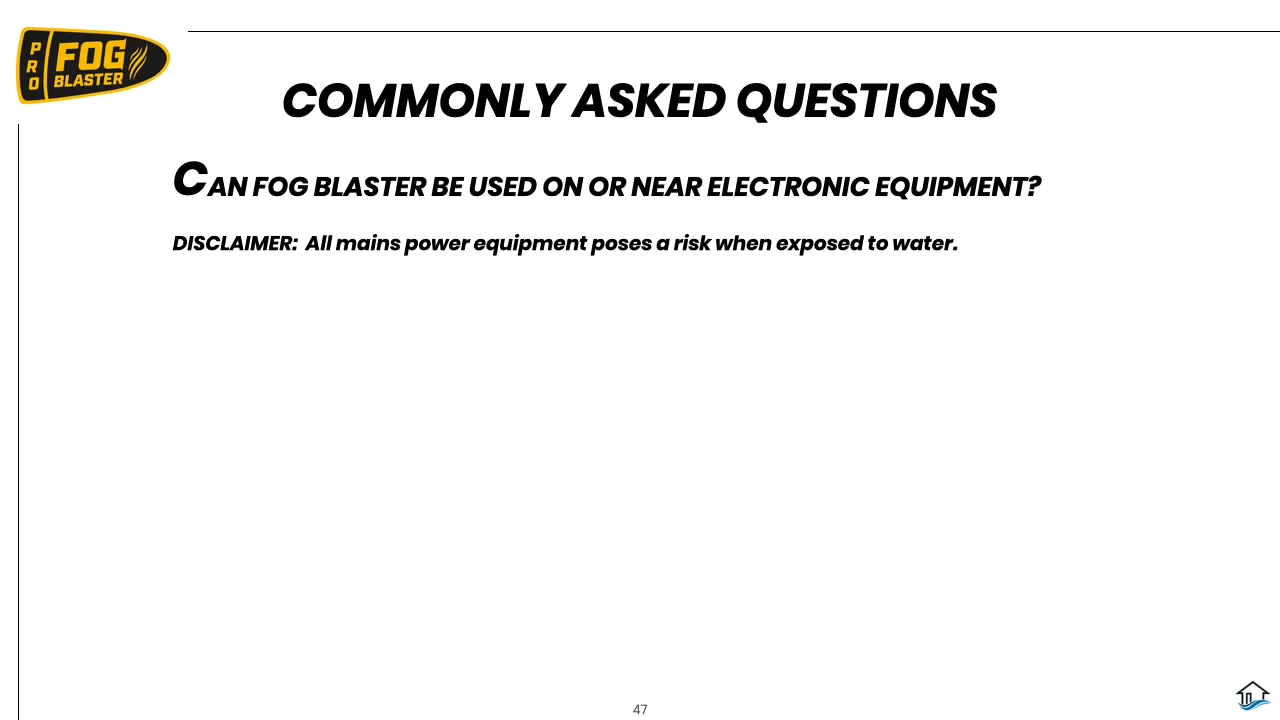 PRO
FOG
BLASTER
COMMONLY ASKED QUESTIONS
CAN FOG BLASTER BE USED ON OR NEAR ELECTRONIC EQUIPMENT?
DISCLAIMER: All mains power equipment poses a risk when exposed to water.
47